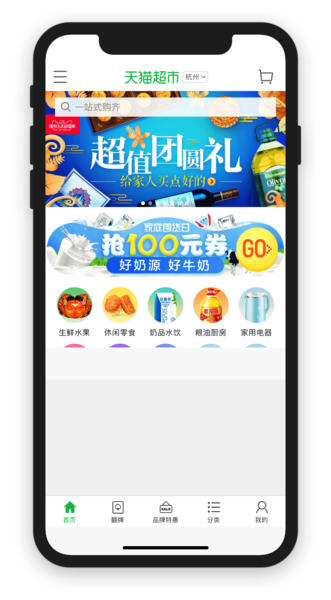 天猫超市 杭州
一站式购齐
超值团圆礼
给家人买点好的
家庭囤货日
抢100元券
GO
好奶源 好牛奶
生鲜水果 休闲零食 奶品水饮 粮油厨房 家用电器
首页 翻牌 品牌特惠 分类 我的